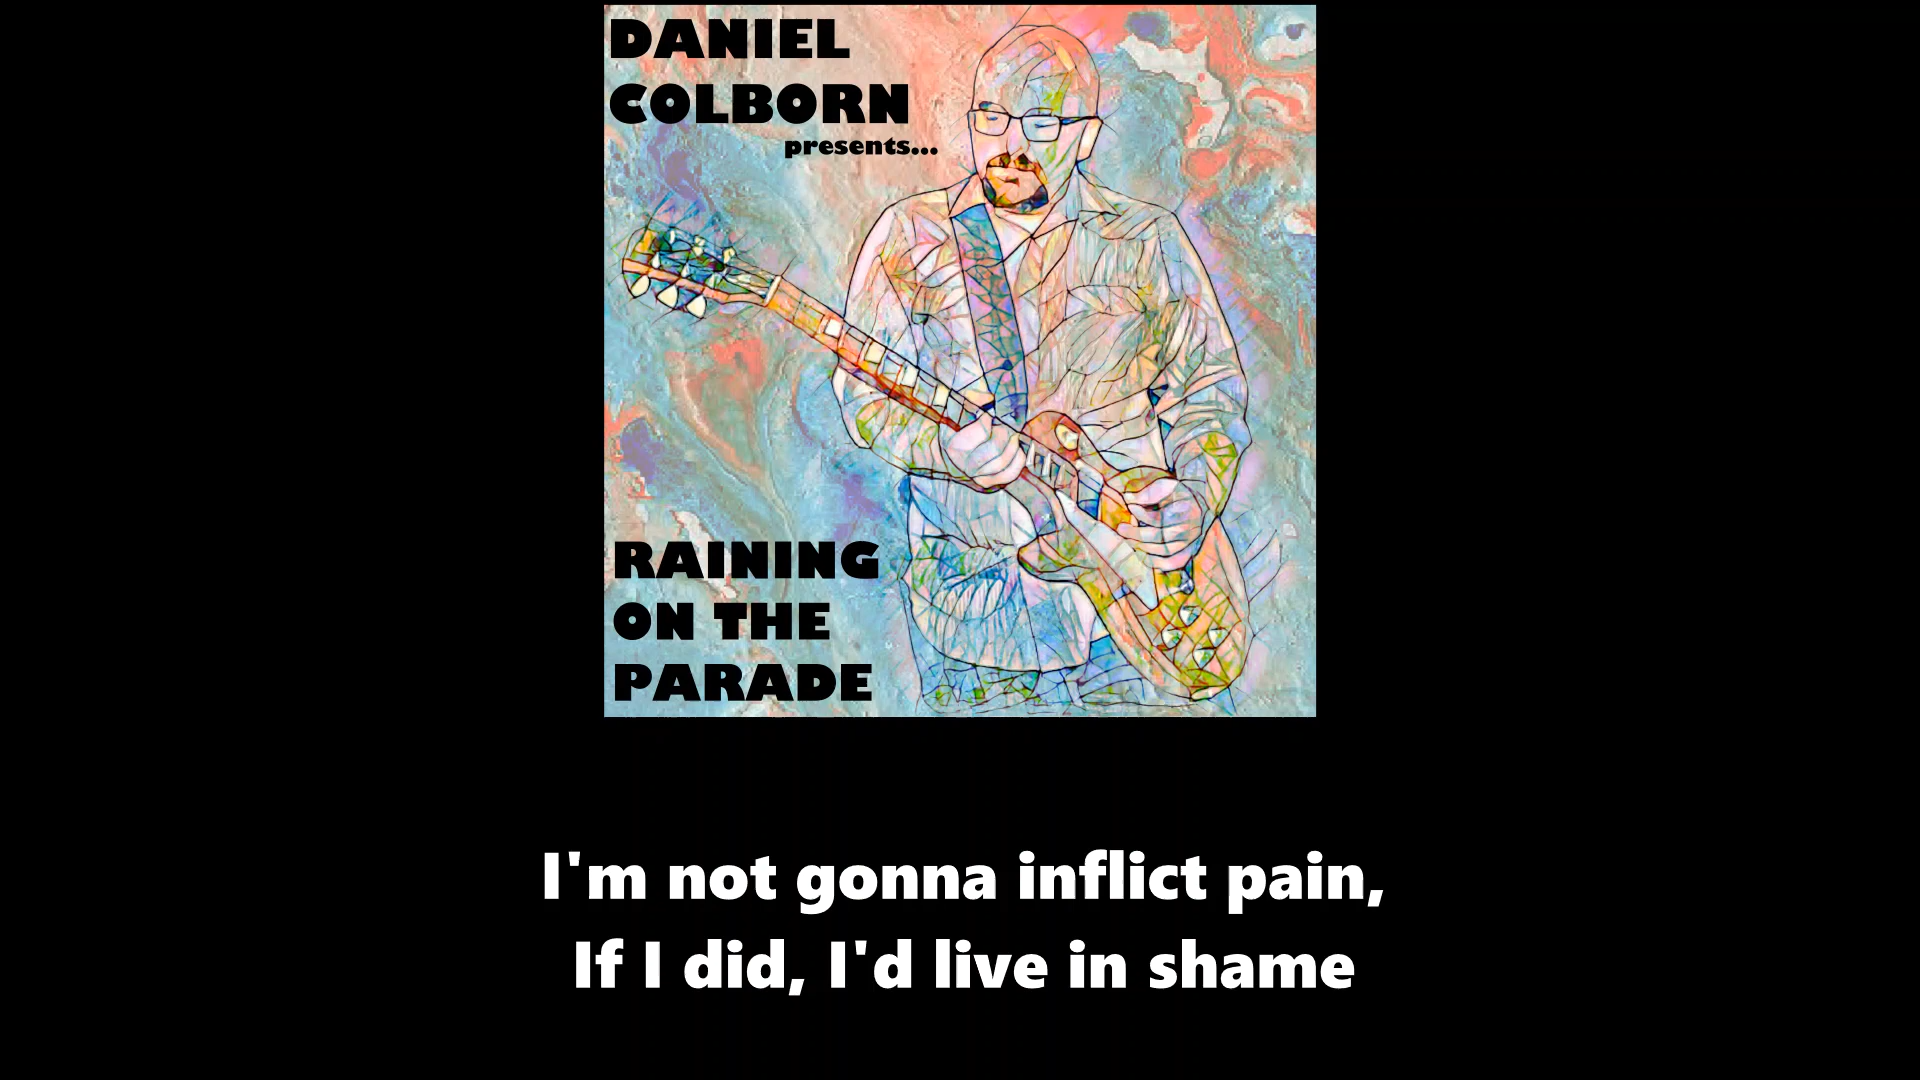 DANIEL
COLBORN
presents...
RAINING
ON THE
PARADE
I'm not gonna inflict pain,
If I did, I'd live in shame